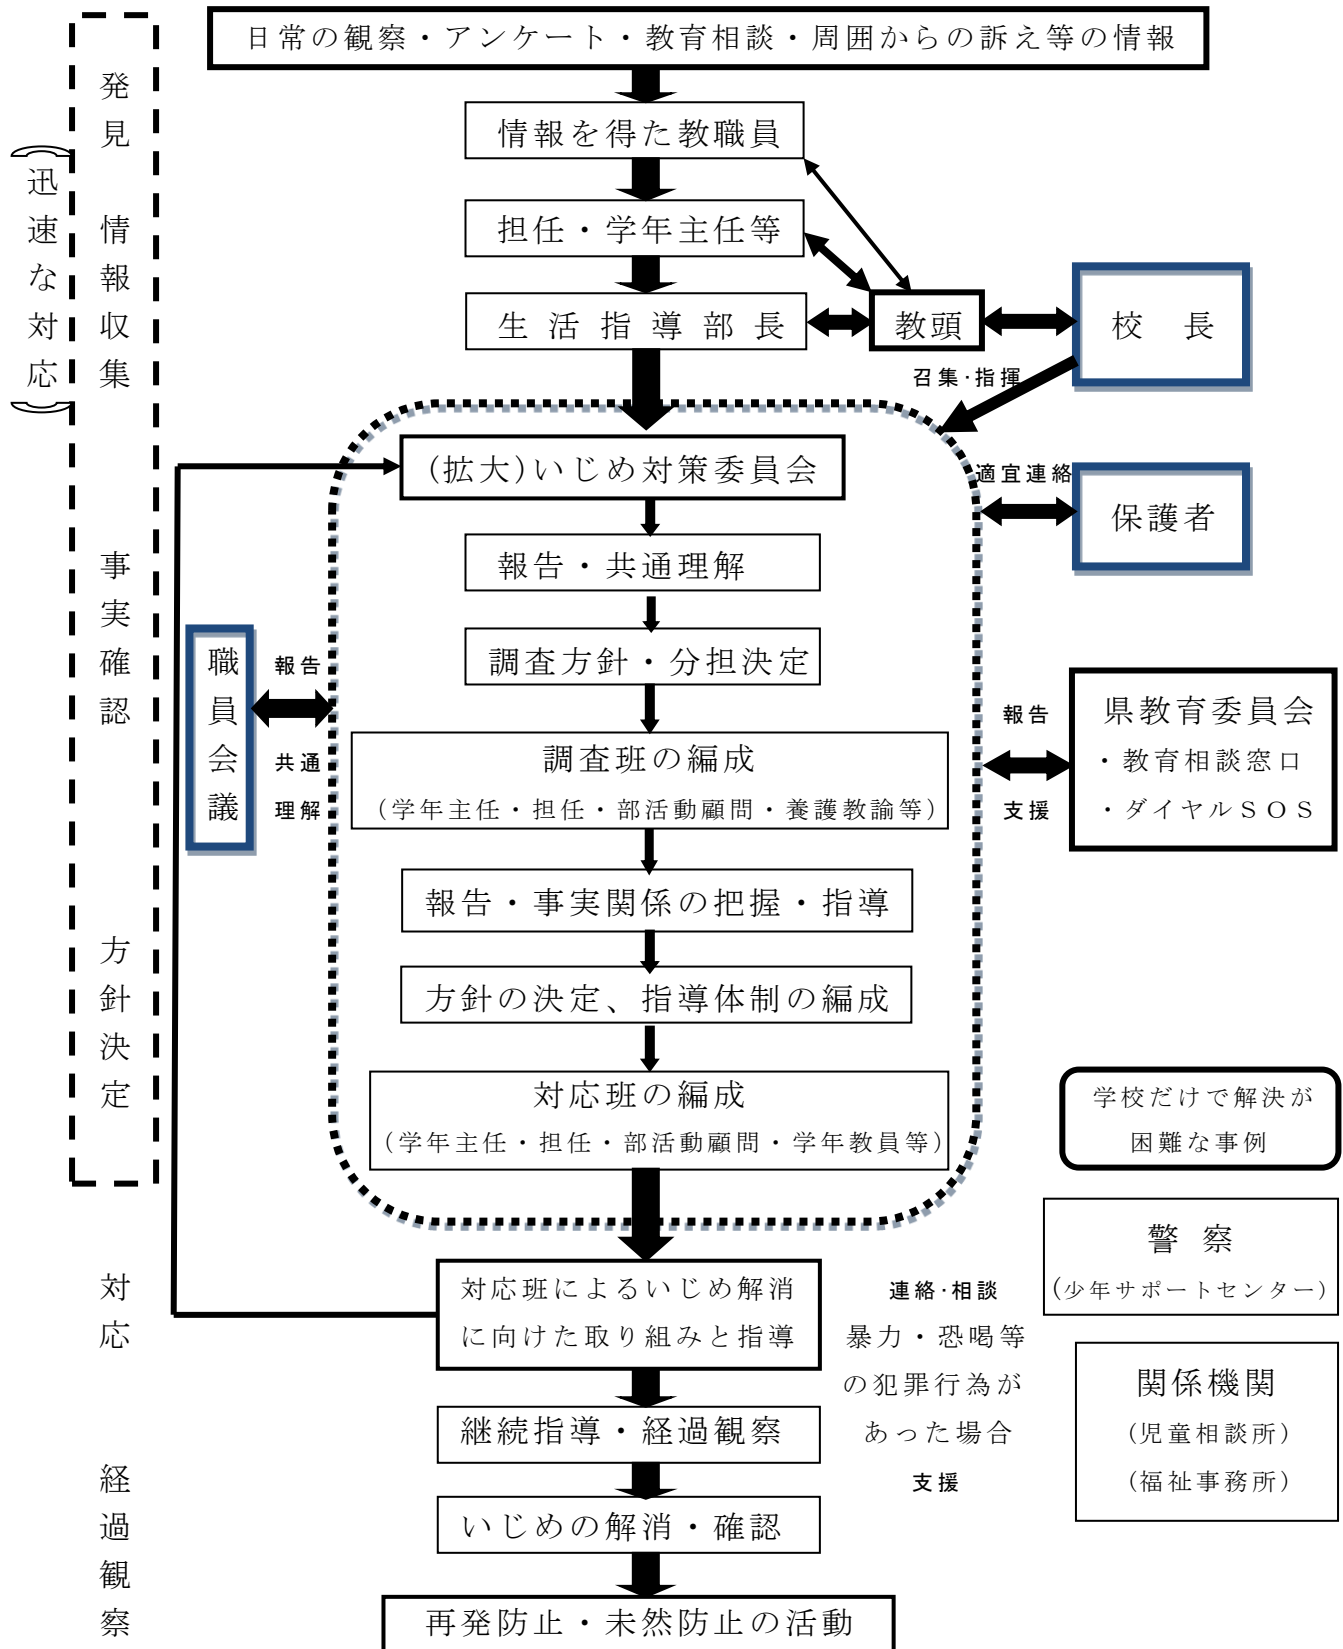 日常の観察・アンケート・教育相談・周囲からの訴え等の情報
発見
情報収集
(迅速な対応)
事実確認
方針決定
対応
経過観察
情報を得た教職員
担任・学年主任等
生活指導部長
教頭
校 長
召集・指揮
(拡大)いじめ対策委員会
適宜連絡
保護者
報告・共通理解
調査方針・分担決定
職員会議
報告
共通
理解
調査班の編成
(学年主任・担任・部活動顧問・養護教諭等)
報告
支援
県教育委員会
・教育相談窓口
・ダイヤルSOS
報告・事実関係の把握・指導
方針の決定、指導体制の編成
対応班の編成
(学年主任・担任・部活動顧問・学年教員等)
学校だけで解決が
困難な事例
警 察
(少年サポートセンター)
対応班によるいじめ解消
に向けた取り組みと指導
連絡・相談
暴力・恐喝等
の犯罪行為が
あった場合
支援
関係機関
(児童相談所)
(福祉事務所)
継続指導・経過観察
いじめの解消・確認
再発防止・未然防止の活動